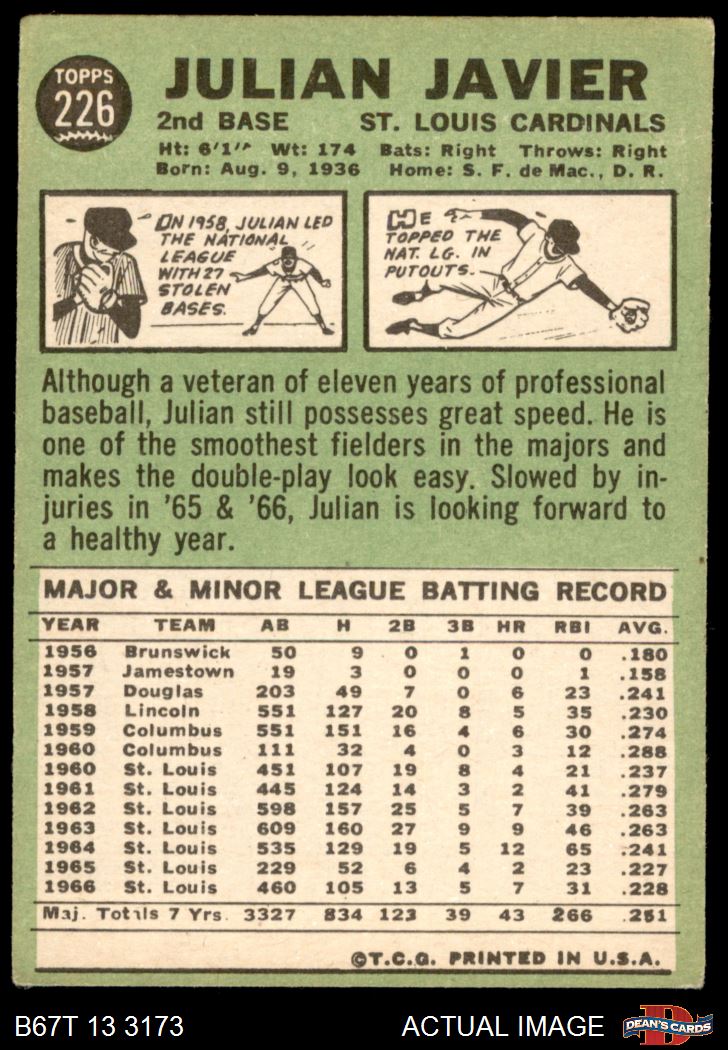 TOPPS
226
JULIAN JAVIER
2nd BASE ST. LOUIS CARDINALS
Ht: 6'1" Wt: 174 Bats: Right Throws: Right
Born: Aug. 9, 1936 Home: S. F. de Mac., D. R.
ON 1958, JULIAN LED
THE NATIONAL
LEAGUE
WITH 27
STOLEN
BASES.
HE
TOPPED THE
NAT. LG. IN
PUTOUTS.
Although a veteran of eleven years of professional
baseball, Julian still possesses great speed. He is
one of the smoothest fielders in the majors and
makes the double-play look easy. Slowed by in-
juries in '65 & '66, Julian is looking forward to
a healthy year.
MAJOR & MINOR LEAGUE BATTING RECORD
YEAR TEAM AB H 2B 3B HR RBI AVG.
1956 Brunswick 50 9 0 1 0 0 .180
1957 Jamestown 19 3 0 0 0 1 .158
1957 Douglas 203 49 7 0 6 23 .241
1958 Lincoln 551 127 20 8 5 35 .230
1959 Columbus 551 151 16 4 6 30 .274
1960 Columbus 111 32 4 0 3 12 .288
1960 St. Louis 451 107 19 8 4 21 .237
1961 St. Louis 445 124 14 3 2 41 .279
1962 St. Louis 598 157 25 5 7 39 .263
1963 St. Louis 609 160 27 9 9 46 .263
1964 St. Louis 535 129 19 5 12 65 .241
1965 St. Louis 229 52 6 4 2 23 .227
1966 St. Louis 460 105 13 5 7 31 .228
Maj. Totals 7 Yrs. 3327 834 123 39 43 266 .251
©T.C.G. PRINTED IN U.S.A.
B67T 13 3173 ACTUAL IMAGE
D
DEAN'S CARDS